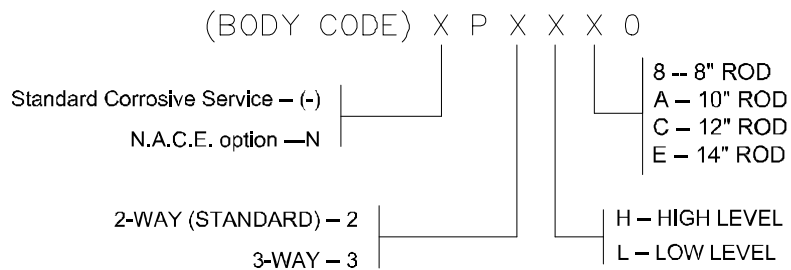 (BODY CODE) X P X X X 0
Standard Corrosive Service – (-)
N.A.C.E. option —N
8 -- 8" ROD
A – 10" ROD
C – 12" ROD
E – 14" ROD
2-WAY (STANDARD) – 2
3-WAY – 3
H – HIGH LEVEL
L – LOW LEVEL